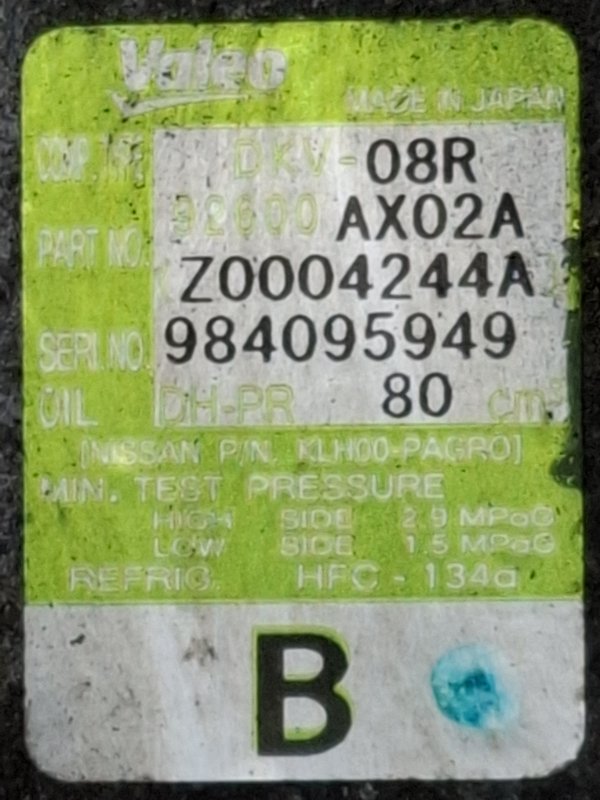 Valeo
MADE IN JAPAN
COMP. TYPE DKV-08R
PART NO. 92600 AX02A
Z0004244A
SERI.NO. 984095949
OIL DH-PR 80 cm³
[NISSAN P/N. KLH00-PAGR0]
MIN. TEST PRESSURE
HIGH SIDE 2.9 MPaG
LOW SIDE 1.5 MPaG
REFRIG. HFC - 134a
B